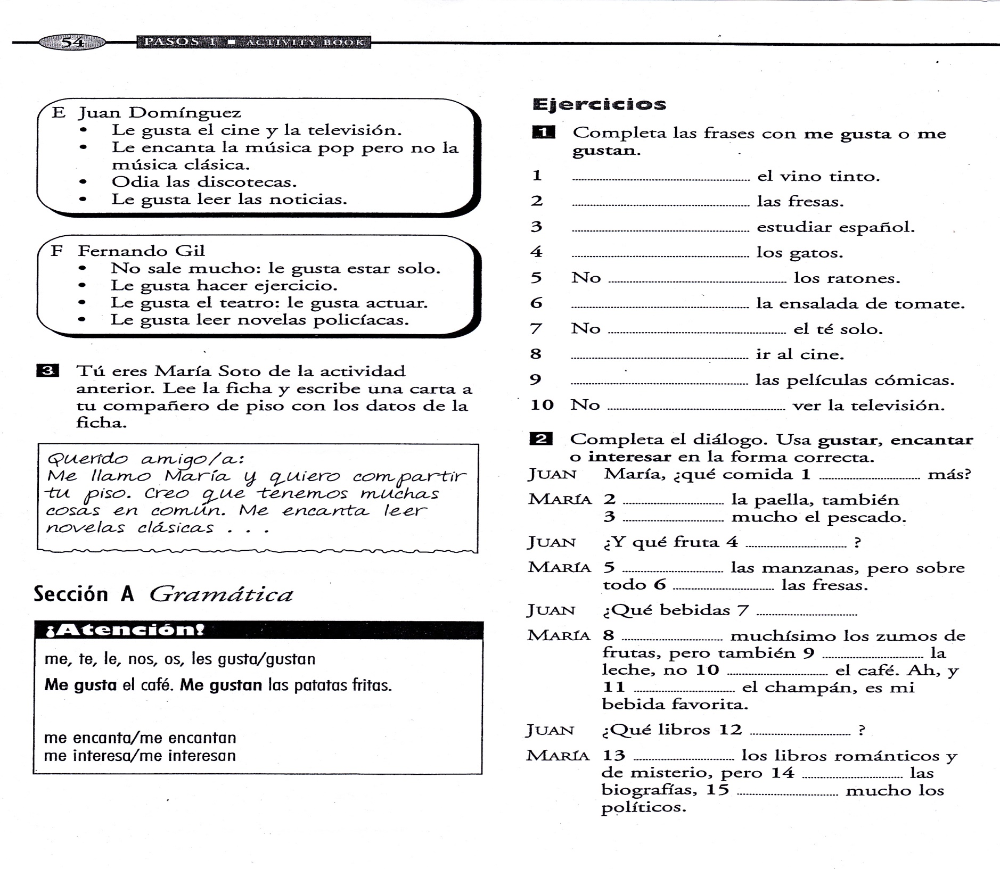 54 PASOS 1 ■ ACTIVITY BOOK
E Juan Domínguez
• Le gusta el cine y la televisión.
• Le encanta la música pop pero no la
música clásica.
• Odia las discotecas.
• Le gusta leer las noticias.
F Fernando Gil
• No sale mucho: le gusta estar solo.
• Le gusta hacer ejercicio.
• Le gusta el teatro: le gusta actuar.
• Le gusta leer novelas policíacas.
3 Tú eres María Soto de la actividad
anterior. Lee la ficha y escribe una carta a
tu compañero de piso con los datos de la
ficha.
Querido amigo/a:
Me llamo María y quiero compartir
tu piso. Creo que tenemos muchas
cosas en común. Me encanta leer
novelas clásicas . . .
Sección A Gramática
¡Atención!
me, te, le, nos, os, les gusta/gustan
Me gusta el café. Me gustan las patatas fritas.
me encanta/me encantan
me interesa/me interesan
Ejercicios
1 Completa las frases con me gusta o me
gustan.
1 ........................ el vino tinto.
2 ........................ las fresas.
3 ........................ estudiar español.
4 ........................ los gatos.
5 No ........................ los ratones.
6 ........................ la ensalada de tomate.
7 No ........................ el té solo.
8 ........................ ir al cine.
9 ........................ las películas cómicas.
10 No ........................ ver la televisión.
2 Completa el diálogo. Usa gustar, encantar
o interesar en la forma correcta.
JUAN María, ¿qué comida 1 ................ más?
MARÍA 2 ................ la paella, también
3 ................ mucho el pescado.
JUAN ¿Y qué fruta 4 ................ ?
MARÍA 5 ................ las manzanas, pero sobre
todo 6 ................ las fresas.
JUAN ¿Qué bebidas 7 ................
MARÍA 8 ................ muchísimo los zumos de
frutas, pero también 9 ................ la
leche, no 10 ................ el café. Ah, y
11 ................ el champán, es mi
bebida favorita.
JUAN ¿Qué libros 12 ................ ?
MARÍA 13 ................ los libros románticos y
de misterio, pero 14 ................ las
biografías, 15 ................ mucho los
políticos.